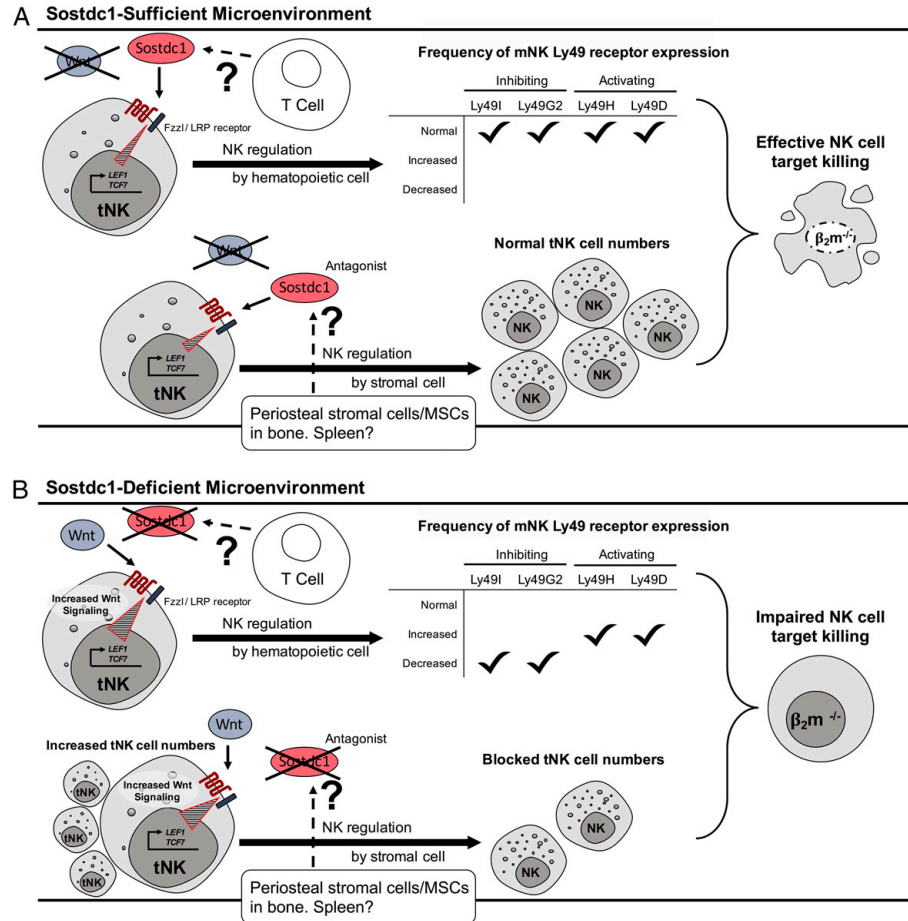 A
Sostdc1-Sufficient Microenvironment
Wnt
Sostdc1
?
T Cell
Fzzl/ LRP receptor
LEF1
TCF7
tNK
NK regulation
by hematopoietic cell
Frequency of mNK Ly49 receptor expression
Inhibiting Activating
Ly49I Ly49G2 Ly49H Ly49D
Normal
Increased
Decreased
Effective NK cell
target killing
β2m-/-
Wnt
Antagonist
Sostdc1
?
LEF1
TCF7
tNK
NK regulation
by stromal cell
Periosteal stromal cells/MSCs
in bone. Spleen?
Normal tNK cell numbers
NK
NK
NK
NK
NK
B
Sostdc1-Deficient Microenvironment
Wnt
Sostdc1
?
T Cell
Increased Wnt
Signaling
Fzzl/ LRP receptor
LEF1
TCF7
tNK
NK regulation
by hematopoietic cell
Frequency of mNK Ly49 receptor expression
Inhibiting Activating
Ly49I Ly49G2 Ly49H Ly49D
Normal
Increased
Decreased
Impaired NK cell
target killing
β2m -/-
Increased tNK cell numbers
tNK
tNK
tNK
Wnt
Increased Wnt
Signaling
LEF1
TCF7
tNK
Antagonist
Sostdc1
?
NK regulation
by stromal cell
Periosteal stromal cells/MSCs
in bone. Spleen?
Blocked tNK cell numbers
NK
NK